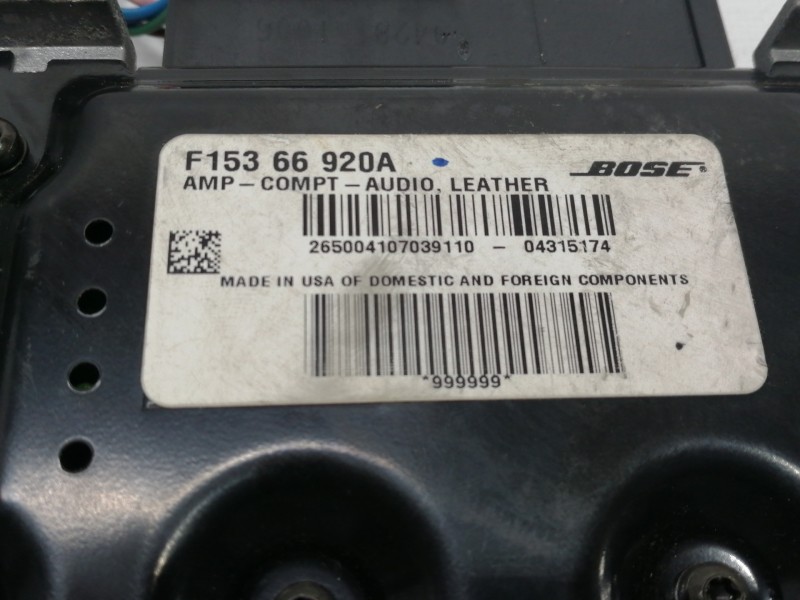 F153 66 920A
BOSE®
AMP-COMPT-AUDIO, LEATHER
265004107039110 - 04315174
MADE IN USA OF DOMESTIC AND FOREIGN COMPONENTS
*999999*